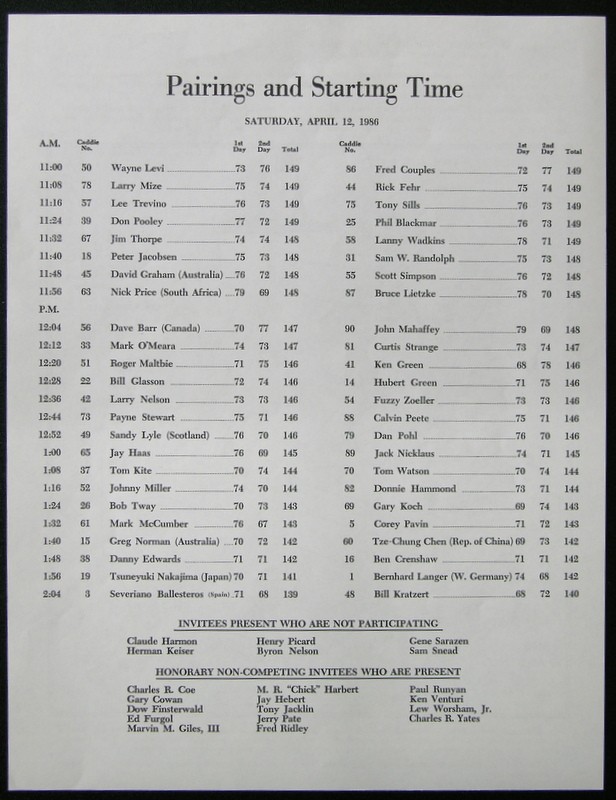 Pairings and Starting Time
SATURDAY, APRIL 12, 1986
A.M. Caddie No. 1st Day 2nd Day Total Caddie No. 1st Day 2nd Day Total
11:00 50 Wayne Levi 73 76 149 86 Fred Couples 72 77 149
11:08 78 Larry Mize 75 74 149 44 Rick Fehr 75 74 149
11:16 57 Lee Trevino 76 73 149 75 Tony Sills 76 73 149
11:24 39 Don Pooley 77 72 149 25 Phil Blackmar 76 73 149
11:32 67 Jim Thorpe 74 74 148 58 Lanny Wadkins 78 71 149
11:40 18 Peter Jacobsen 75 73 148 31 Sam W. Randolph 75 73 148
11:48 45 David Graham (Australia) 76 72 148 55 Scott Simpson 76 72 148
11:56 63 Nick Price (South Africa) 79 69 148 87 Bruce Lietzke 78 70 148
P.M.
12:04 56 Dave Barr (Canada) 70 77 147 90 John Mahaffey 79 69 148
12:12 33 Mark O'Meara 74 73 147 81 Curtis Strange 73 74 147
12:20 51 Roger Maltbie 71 75 146 41 Ken Green 68 78 146
12:28 22 Bill Glasson 72 74 146 14 Hubert Green 71 75 146
12:36 42 Larry Nelson 73 73 146 54 Fuzzy Zoeller 73 73 146
12:44 73 Payne Stewart 75 71 146 88 Calvin Peete 75 71 146
12:52 49 Sandy Lyle (Scotland) 76 70 146 79 Dan Pohl 76 70 146
1:00 65 Jay Haas 76 69 145 89 Jack Nicklaus 74 71 145
1:08 37 Tom Kite 70 74 144 70 Tom Watson 70 74 144
1:16 52 Johnny Miller 74 70 144 82 Donnie Hammond 73 71 144
1:24 26 Bob Tway 70 73 143 69 Gary Koch 69 74 143
1:32 61 Mark McCumber 76 67 143 5 Corey Pavin 71 72 143
1:40 15 Greg Norman (Australia) 70 72 142 60 Tze-Chung Chen (Rep. of China) 69 73 142
1:48 38 Danny Edwards 71 71 142 16 Ben Crenshaw 71 71 142
1:56 19 Tsuneyuki Nakajima (Japan) 70 71 141 1 Bernhard Langer (W. Germany) 74 68 142
2:04 3 Severiano Ballesteros (Spain) 71 68 139 48 Bill Kratzert 68 72 140
INVITEES PRESENT WHO ARE NOT PARTICIPATING
Claude Harmon Henry Picard Gene Sarazen
Herman Keiser Byron Nelson Sam Snead
HONORARY NON-COMPETING INVITEES WHO ARE PRESENT
Charles R. Coe M. R. "Chick" Harbert Paul Runyan
Gary Cowan Jay Hebert Ken Venturi
Dow Finsterwald Tony Jacklin Lew Worsham, Jr.
Ed Furgol Jerry Pate Charles R. Yates
Marvin M. Giles, III Fred Ridley